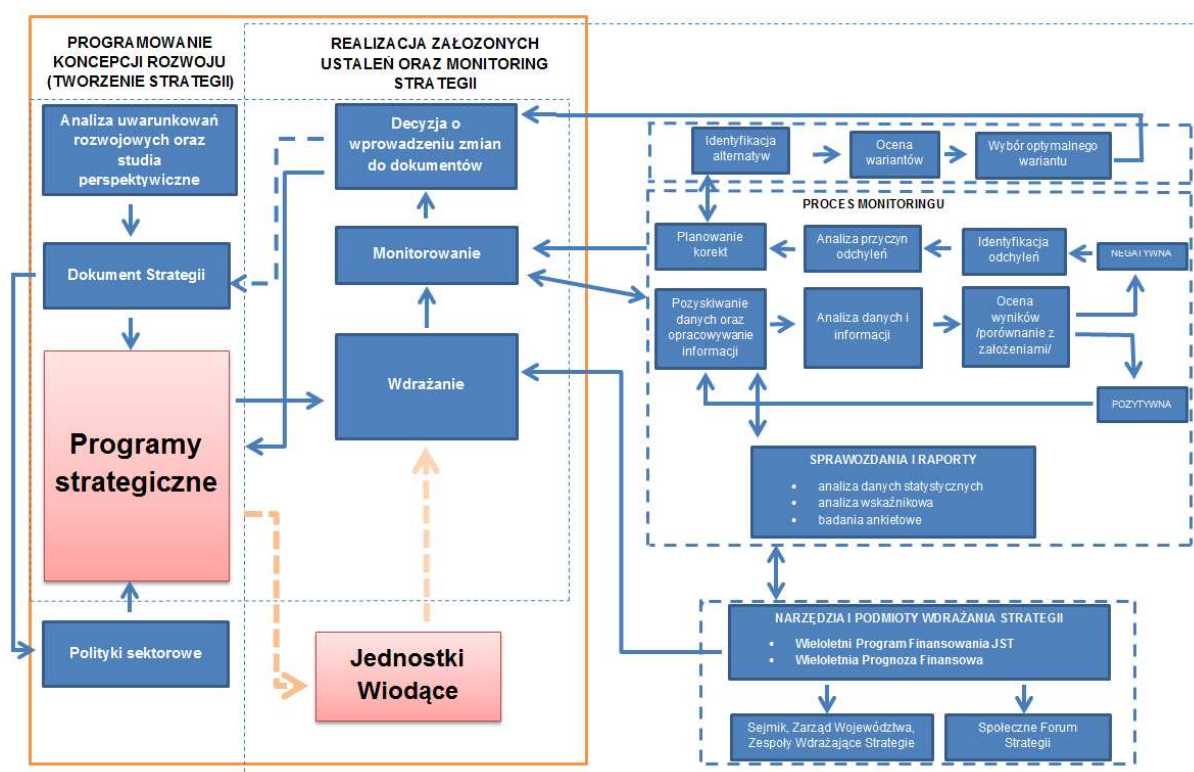 PROGRAMOWANIE
KONCEPCJI ROZWOJU
(TWORZENIE STRATEGII)
Analiza uwarunkowań
rozwojowych oraz
studia
perspektywiczne
Dokument Strategii
Programy
strategiczne
Polityki sektorowe
REALIZACJA ZAŁOZONYCH
USTALEŃ ORAZ MONITORING
STRATEGII
Decyzja o
wprowadzeniu zmian
do dokumentów
Monitorowanie
Wdrażanie
Jednostki
Wiodące
Identyfikacja
alternatyw
Ocena
wariantów
Wybór optymalnego
wariantu
PROCES MONITORINGU
Planowanie
korekt
Analiza przyczyn
odchyleń
Identyfikacja
odchyleń
NEGATYWNA
Pozyskiwanie
danych oraz
opracowywanie
informacji
Analiza danych i
informacji
Ocena
wyników
/porównanie z
założeniami/
POZYTYWNA
SPRAWOZDANIA I RAPORTY
• analiza danych statystycznych
• analiza wskaźnikowa
• badania ankietowe
NARZĘDZIA I PODMIOTY WDRAŻANIA STRATEGII
• Wieloletni Program Finansowania JST
• Wieloletnia Prognoza Finansowa
Sejmik, Zarząd Województwa,
Zespoły Wdrażające Strategie
Społeczne Forum
Strategii